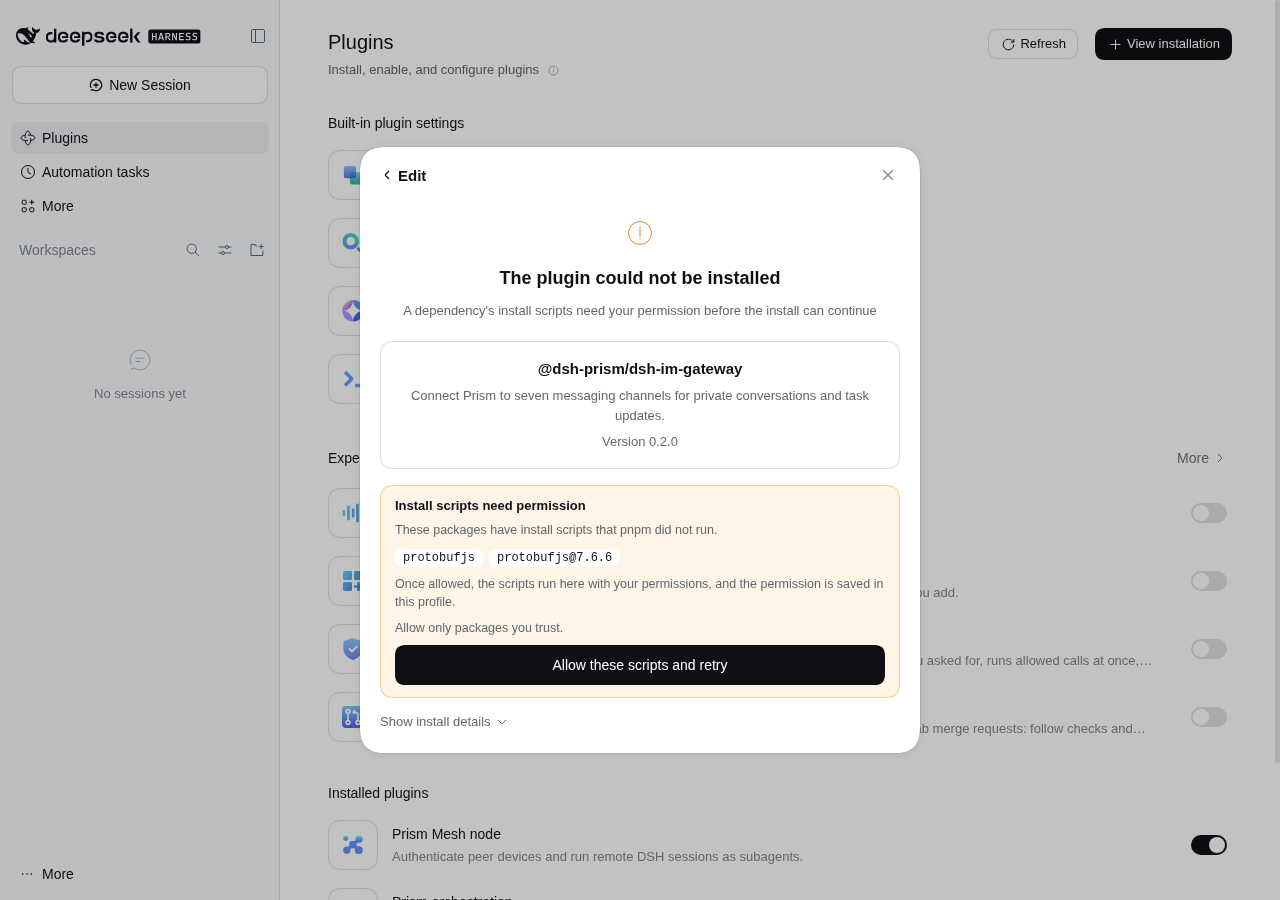 deepseek HARNESS
New Session
Plugins
Automation tasks
More
Workspaces
No sessions yet
More
Plugins
Install, enable, and configure plugins
Refresh
View installation
Built-in plugin settings
Edit
The plugin could not be installed
A dependency's install scripts need your permission before the install can continue
@dsh-prism/dsh-im-gateway
Connect Prism to seven messaging channels for private conversations and task
updates.
Version 0.2.0
Install scripts need permission
These packages have install scripts that pnpm did not run.
protobufjs protobufjs@7.6.6
Once allowed, the scripts run here with your permissions, and the permission is saved in
this profile.
Allow only packages you trust.
Allow these scripts and retry
Show install details
More
add.
asked for, runs allowed calls at once,…
merge requests: follow checks and…
Installed plugins
Prism Mesh node
Authenticate peer devices and run remote DSH sessions as subagents.
Prism orchestration